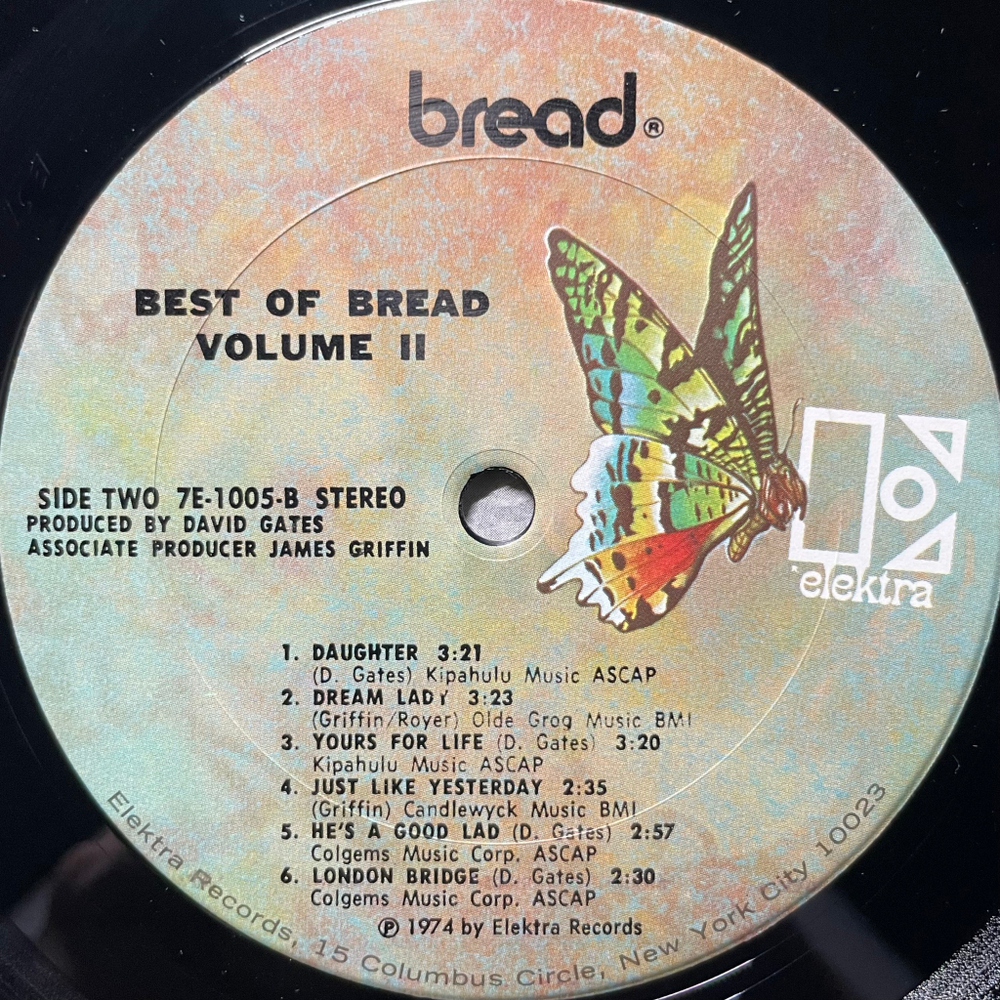 bread®
BEST OF BREAD
VOLUME II
SIDE TWO 7E-1005-B STEREO
PRODUCED BY DAVID GATES
ASSOCIATE PRODUCER JAMES GRIFFIN
elektra
1. DAUGHTER 3:21
(D. Gates) Kipahulu Music ASCAP
2. DREAM LADY 3:23
(Griffin/Royer) Olde Grog Music BMI
3. YOURS FOR LIFE (D. Gates) 3:20
Kipahulu Music ASCAP
4. JUST LIKE YESTERDAY 2:35
(Griffin) Candlewyck Music BMI
5. HE'S A GOOD LAD (D. Gates) 2:57
Colgems Music Corp. ASCAP
6. LONDON BRIDGE (D. Gates) 2:30
Colgems Music Corp. ASCAP
℗ 1974 by Elektra Records
Elektra Records, 15 Columbus Circle, New York City 10023